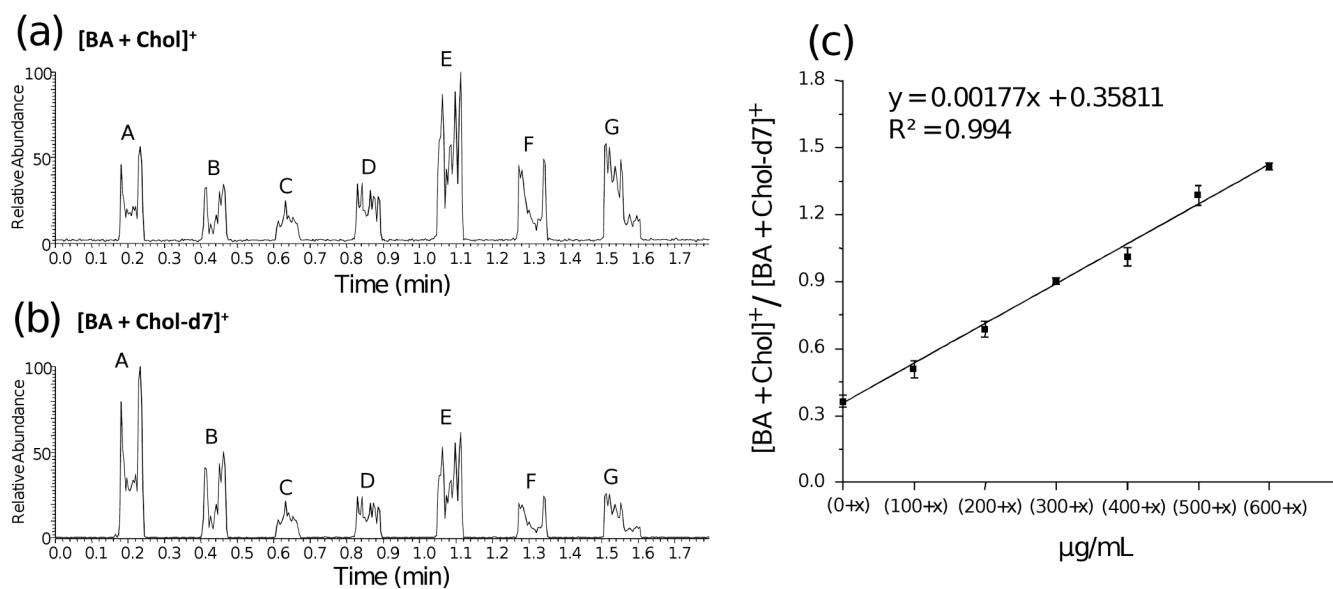 (a) [BA + Chol]⁺
Relative Abundance
100
50
0
A
B
C
D
E
F
G
0.0 0.1 0.2 0.3 0.4 0.5 0.6 0.7 0.8 0.9 1.0 1.1 1.2 1.3 1.4 1.5 1.6 1.7
Time (min)
(b) [BA + Chol-d7]⁺
Relative Abundance
100
50
0
A
B
C
D
E
F
G
0.0 0.1 0.2 0.3 0.4 0.5 0.6 0.7 0.8 0.9 1.0 1.1 1.2 1.3 1.4 1.5 1.6 1.7
Time (min)
(c)
y = 0.00177x + 0.35811
R² = 0.994
[BA + Chol]⁺ / [BA + Chol-d7]⁺
1.8
1.5
1.2
0.9
0.6
0.3
0.0
(0+x) (100+x) (200+x) (300+x) (400+x) (500+x) (600+x)
µg/mL